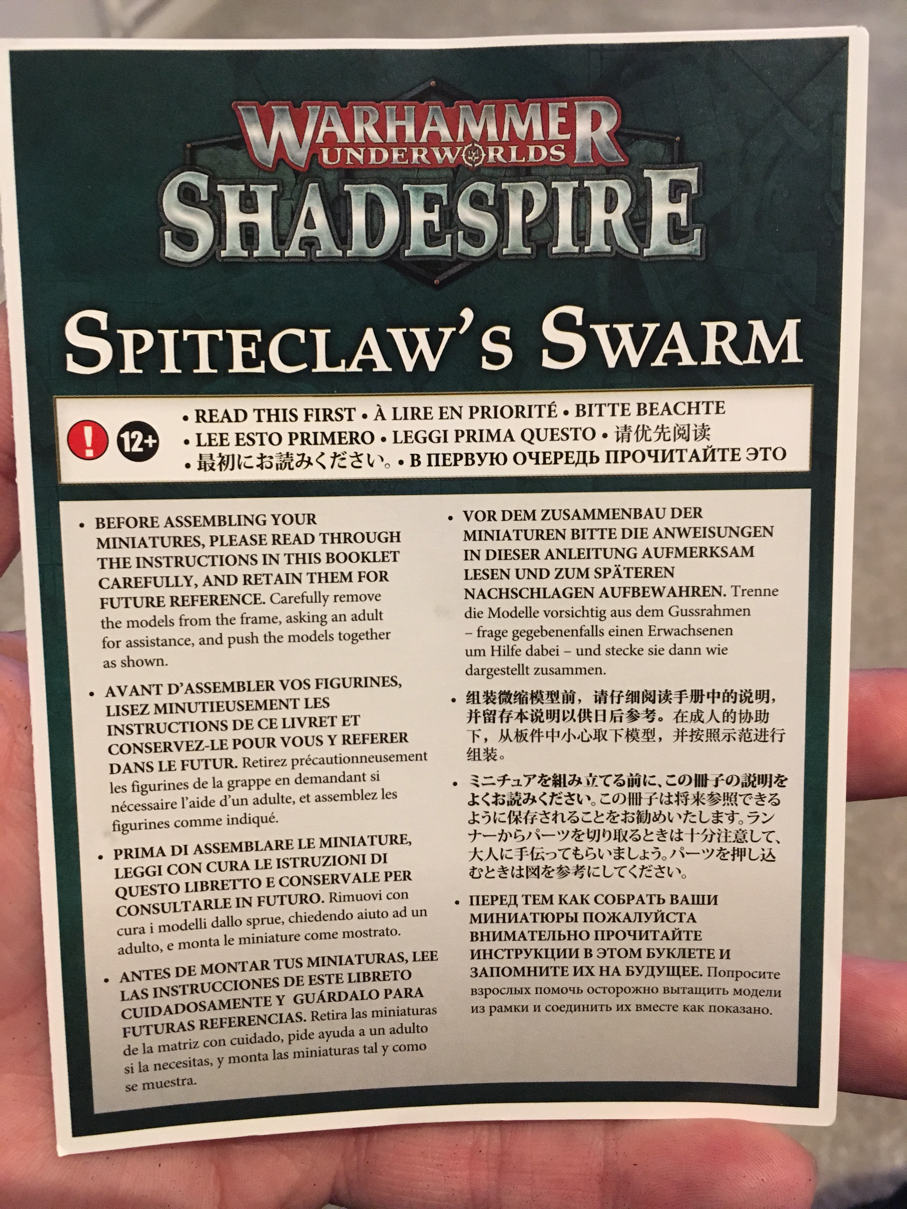 WARHAMMER
UNDERWORLDS
SHADESPIRE
SPITECLAW'S SWARM
! 12+
• READ THIS FIRST • À LIRE EN PRIORITÉ • BITTE BEACHTE
• LEE ESTO PRIMERO • LEGGI PRIMA QUESTO • 请优先阅读
• 最初にお読みください。• В ПЕРВУЮ ОЧЕРЕДЬ ПРОЧИТАЙТЕ ЭТО
• BEFORE ASSEMBLING YOUR
MINIATURES, PLEASE READ THROUGH
THE INSTRUCTIONS IN THIS BOOKLET
CAREFULLY, AND RETAIN THEM FOR
FUTURE REFERENCE. Carefully remove
the models from the frame, asking an adult
for assistance, and push the models together
as shown.
• AVANT D'ASSEMBLER VOS FIGURINES,
LISEZ MINUTIEUSEMENT LES
INSTRUCTIONS DE CE LIVRET ET
CONSERVEZ-LE POUR VOUS Y REFERER
DANS LE FUTUR. Retirez précautionneusement
les figurines de la grappe en demandant si
nécessaire l'aide d'un adulte, et assemblez les
figurines comme indiqué.
• PRIMA DI ASSEMBLARE LE MINIATURE,
LEGGI CON CURA LE ISTRUZIONI DI
QUESTO LIBRETTO E CONSERVALE PER
CONSULTARLE IN FUTURO. Rimuovi con
cura i modelli dallo sprue, chiedendo aiuto ad un
adulto, e monta le miniature come mostrato.
• ANTES DE MONTAR TUS MINIATURAS, LEE
LAS INSTRUCCIONES DE ESTE LIBRETO
CUIDADOSAMENTE Y GUÁRDALO PARA
FUTURAS REFERENCIAS. Retira las miniaturas
de la matriz con cuidado, pide ayuda a un adulto
si la necesitas, y monta las miniaturas tal y como
se muestra.
• VOR DEM ZUSAMMENBAU DER
MINIATUREN BITTE DIE ANWEISUNGEN
IN DIESER ANLEITUNG AUFMERKSAM
LESEN UND ZUM SPÄTEREN
NACHSCHLAGEN AUFBEWAHREN. Trenne
die Modelle vorsichtig aus dem Gussrahmen
– frage gegebenenfalls einen Erwachsenen
um Hilfe dabei – und stecke sie dann wie
dargestellt zusammen.
• 组装微缩模型前，请仔细阅读手册中的说明，
并留存本说明以供日后参考。在成人的协助
下，从板件中小心取下模型，并按照示范进行
组装。
• ミニチュアを組み立てる前に、この冊子の説明を
よくお読みください。この冊子は将来参照できる
ように保存されることをお勧めいたします。ラン
ナーからパーツを切り取るときは十分注意して、
大人に手伝ってもらいましょう。パーツを押し込
むときは図を参考にしてください。
• ПЕРЕД ТЕМ КАК СОБРАТЬ ВАШИ
МИНИАТЮРЫ ПОЖАЛУЙСТА
ВНИМАТЕЛЬНО ПРОЧИТАЙТЕ
ИНСТРУКЦИИ В ЭТОМ БУКЛЕТЕ И
ЗАПОМНИТЕ ИХ НА БУДУЩЕЕ. Попросите
взрослых помочь осторожно вытащить модели
из рамки и соединить их вместе как показано.